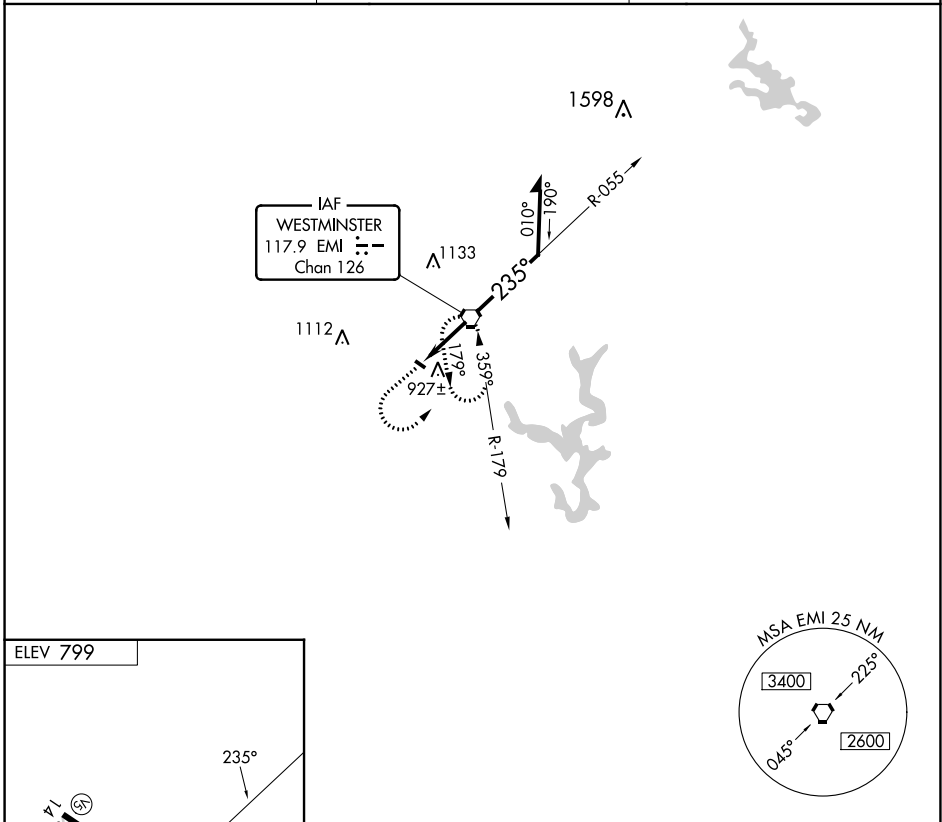 1598
IAF
WESTMINSTER
117.9 EMI
Chan 126
1133
010°
190°
R-055
235°
1112
179°
359°
927±
R-179
MSA EMI 25 NM
3400
225°
045°
2600
ELEV 799
235°
14
V5